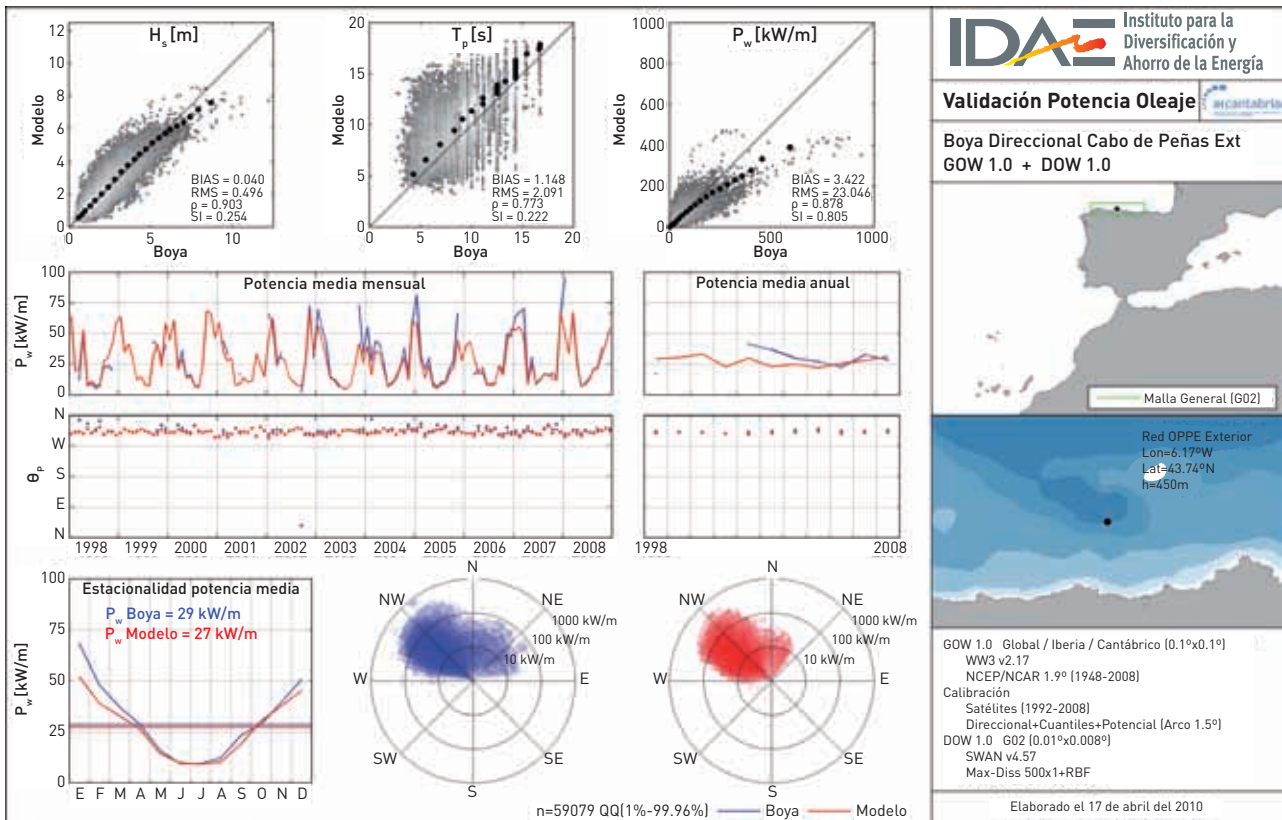 Hs [m]
12
10
8
6
4
2
0
Modelo
BIAS = 0.040
RMS = 0.496
ρ = 0.903
SI = 0.254
0 5 10
Boya
Tp [s]
20
15
10
5
0
Modelo
BIAS = 1.148
RMS = 2.091
ρ = 0.773
SI = 0.222
0 5 10 15 20
Boya
Pw [kW/m]
1000
800
600
400
200
0
Modelo
BIAS = 3.422
RMS = 23.046
ρ = 0.878
SI = 0.805
0 500 1000
Boya
Potencia media mensual
Pw [kW/m]
100
75
50
25
0
Potencia media anual
θP
N
W
S
E
N
1998 1999 2000 2001 2002 2003 2004 2005 2006 2007 2008
1998 2008
Estacionalidad potencia media
Pw Boya = 29 kW/m
Pw Modelo = 27 kW/m
Pw [kW/m]
100
75
50
25
0
E F M A M J J A S O N D
N
NW NE
1000 kW/m
100 kW/m
10 kW/m
W E
SW SE
S
N
NW NE
1000 kW/m
100 kW/m
10 kW/m
W E
SW SE
S
n=59079 QQ(1%-99.96%) Boya Modelo
IDAE Instituto para la
Diversificación y
Ahorro de la Energía
Validación Potencia Oleaje
ihcantabria
Boya Direccional Cabo de Peñas Ext
GOW 1.0 + DOW 1.0
Malla General (G02)
Red OPPE Exterior
Lon=6.17ºW
Lat=43.74ºN
h=450m
GOW 1.0 Global / Iberia / Cantábrico (0.1ºx0.1º)
WW3 v2.17
NCEP/NCAR 1.9º (1948-2008)
Calibración
Satélites (1992-2008)
Direccional+Cuantiles+Potencial (Arco 1.5º)
DOW 1.0 G02 (0.01ºx0.008º)
SWAN v4.57
Max-Diss 500x1+RBF
Elaborado el 17 de abril del 2010